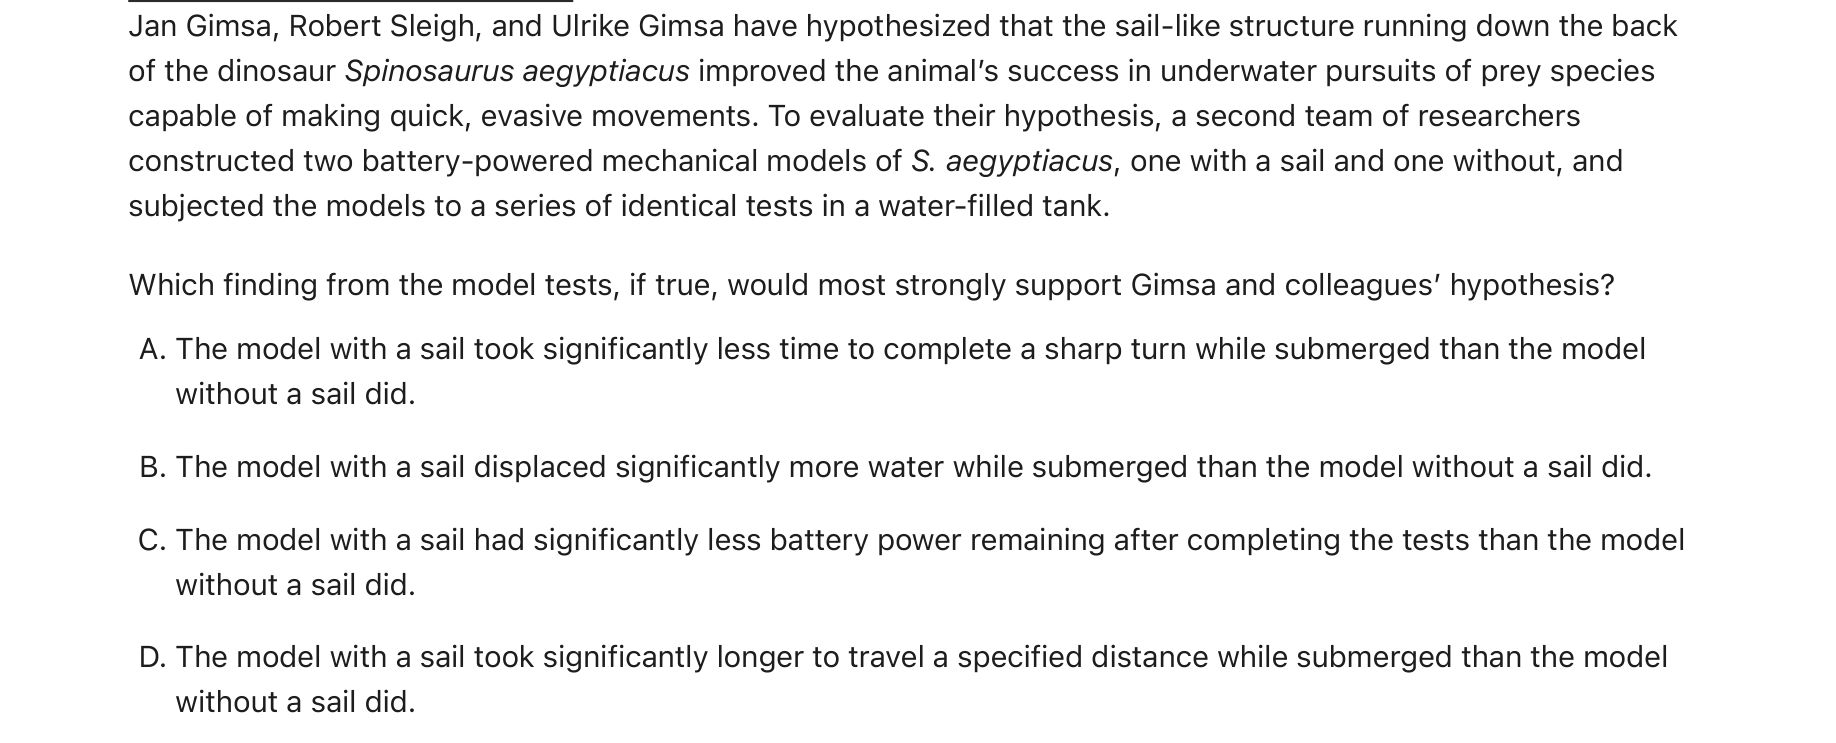 Jan Gimsa, Robert Sleigh, and Ulrike Gimsa have hypothesized that the sail-like structure running down the back
of the dinosaur Spinosaurus aegyptiacus improved the animal’s success in underwater pursuits of prey species
capable of making quick, evasive movements. To evaluate their hypothesis, a second team of researchers
constructed two battery-powered mechanical models of S. aegyptiacus, one with a sail and one without, and
subjected the models to a series of identical tests in a water-filled tank.
Which finding from the model tests, if true, would most strongly support Gimsa and colleagues’ hypothesis?
A. The model with a sail took significantly less time to complete a sharp turn while submerged than the model
without a sail did.
B. The model with a sail displaced significantly more water while submerged than the model without a sail did.
C. The model with a sail had significantly less battery power remaining after completing the tests than the model
without a sail did.
D. The model with a sail took significantly longer to travel a specified distance while submerged than the model
without a sail did.